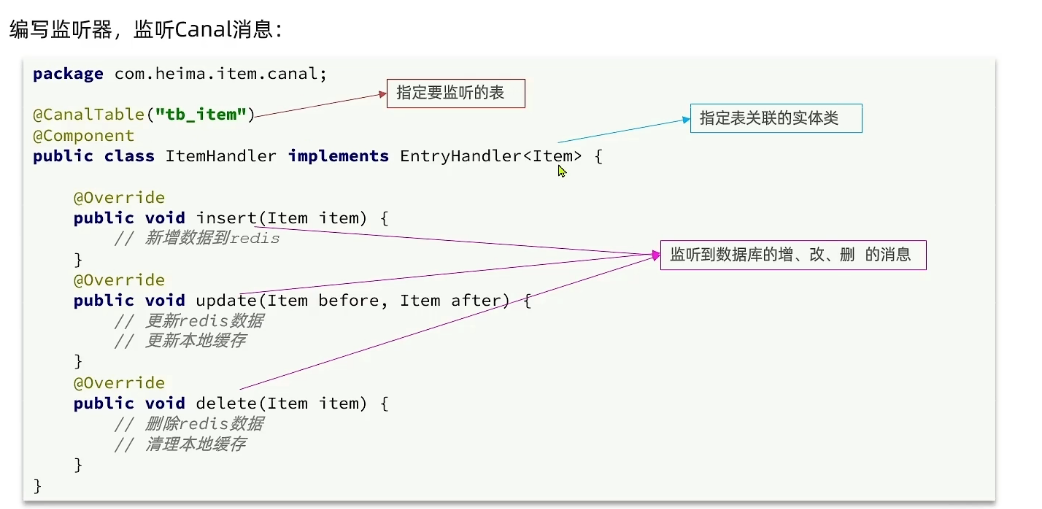 编写监听器，监听Canal消息：
package com.heima.item.canal;
@CanalTable("tb_item")
指定要监听的表
指定表关联的实体类
@Component
public class ItemHandler implements EntryHandler<Item> {
@Override
public void insert(Item item) {
// 新增数据到redis
}
监听到数据库的增、改、删 的消息
@Override
public void update(Item before, Item after) {
// 更新redis数据
// 更新本地缓存
}
@Override
public void delete(Item item) {
// 删除redis数据
// 清理本地缓存
}
}